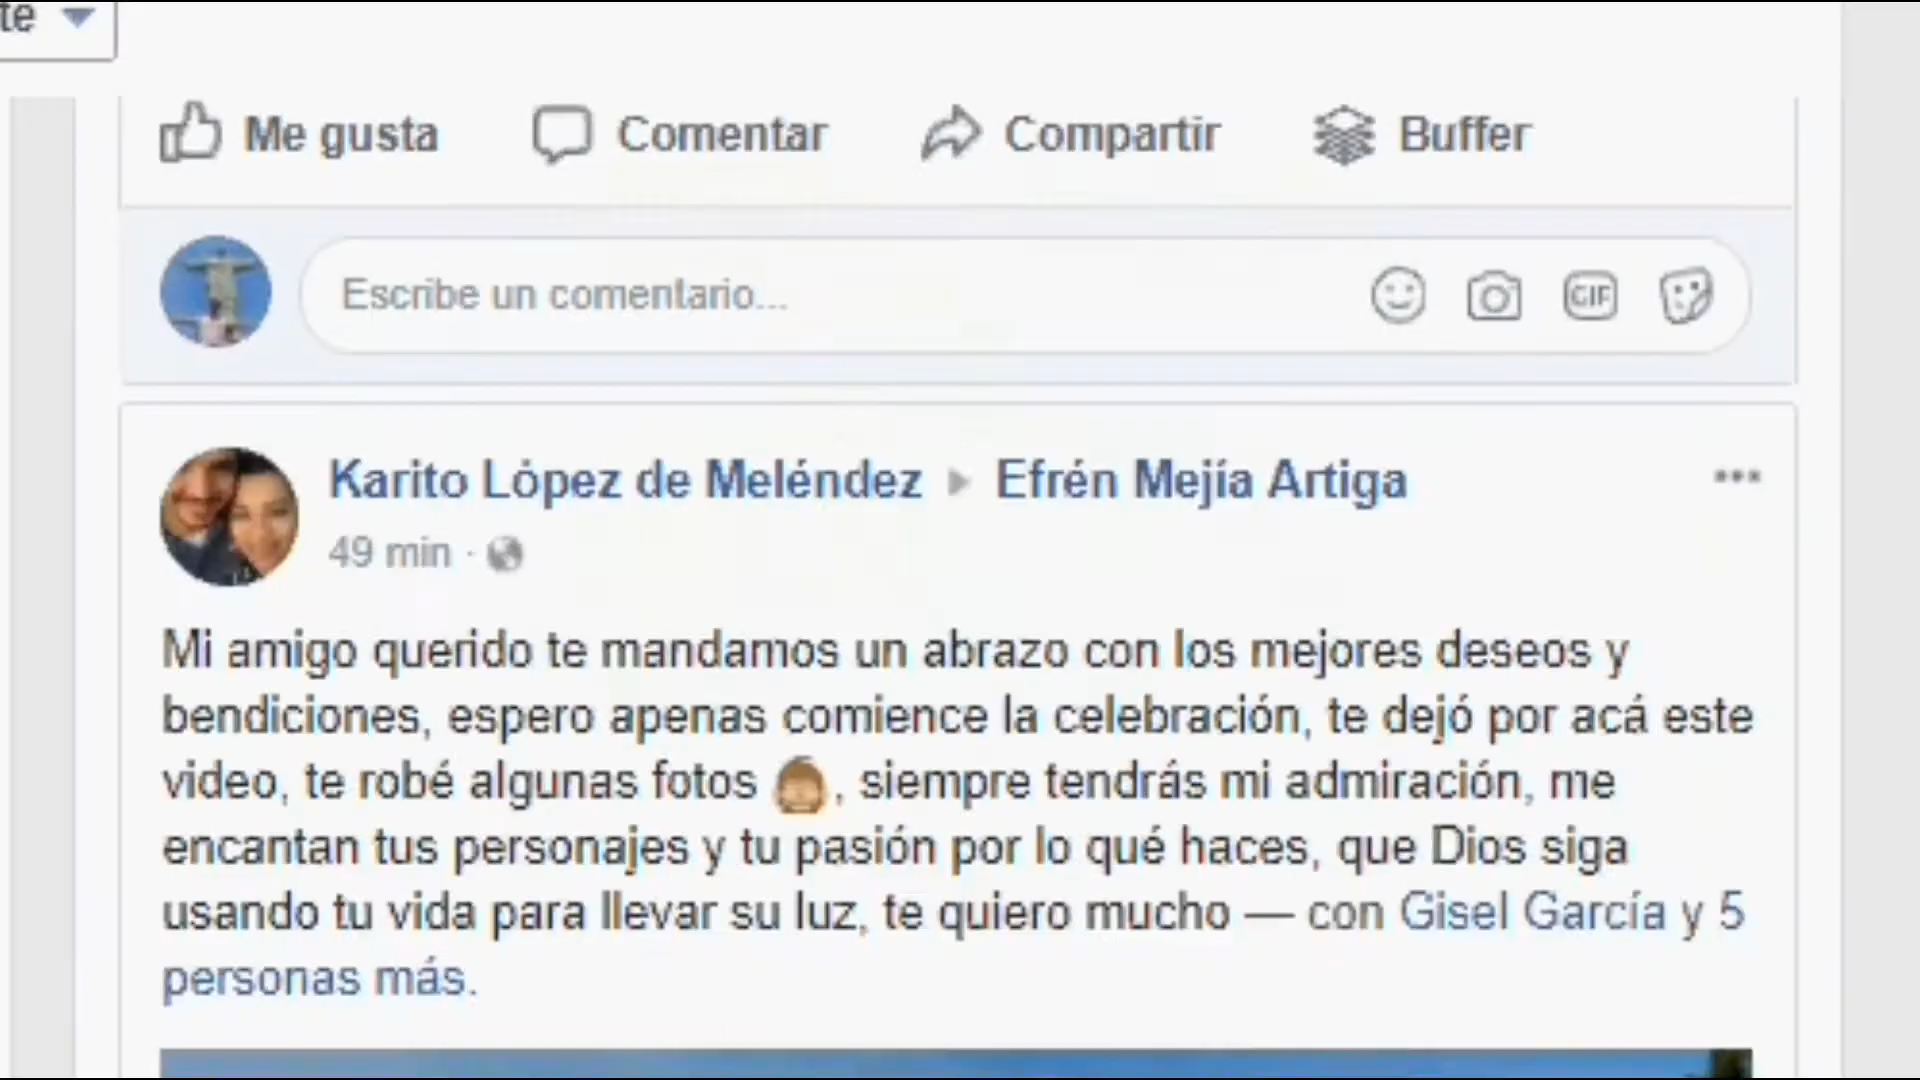 te
Me gusta Comentar Compartir Buffer
Escribe un comentario... GIF
Karito López de Meléndez Efrén Mejía Artiga
49 min ·
Mi amigo querido te mandamos un abrazo con los mejores deseos y
bendiciones, espero apenas comience la celebración, te dejó por acá este
video, te robé algunas fotos , siempre tendrás mi admiración, me
encantan tus personajes y tu pasión por lo qué haces, que Dios siga
usando tu vida para llevar su luz, te quiero mucho — con Gisel García y 5
personas más.